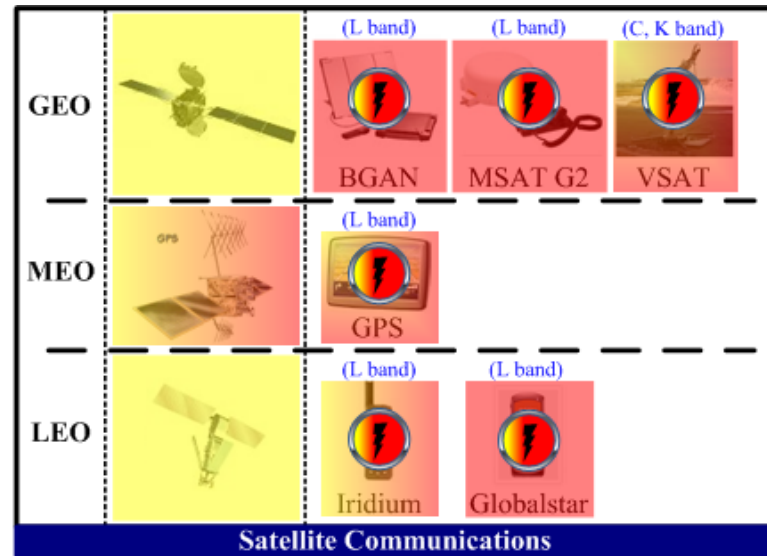 (L band) (L band) (C, K band)
GEO
BGAN MSAT G2 VSAT
(L band)
GPS
MEO
GPS
(L band) (L band)
LEO
Iridium Globalstar
Satellite Communications